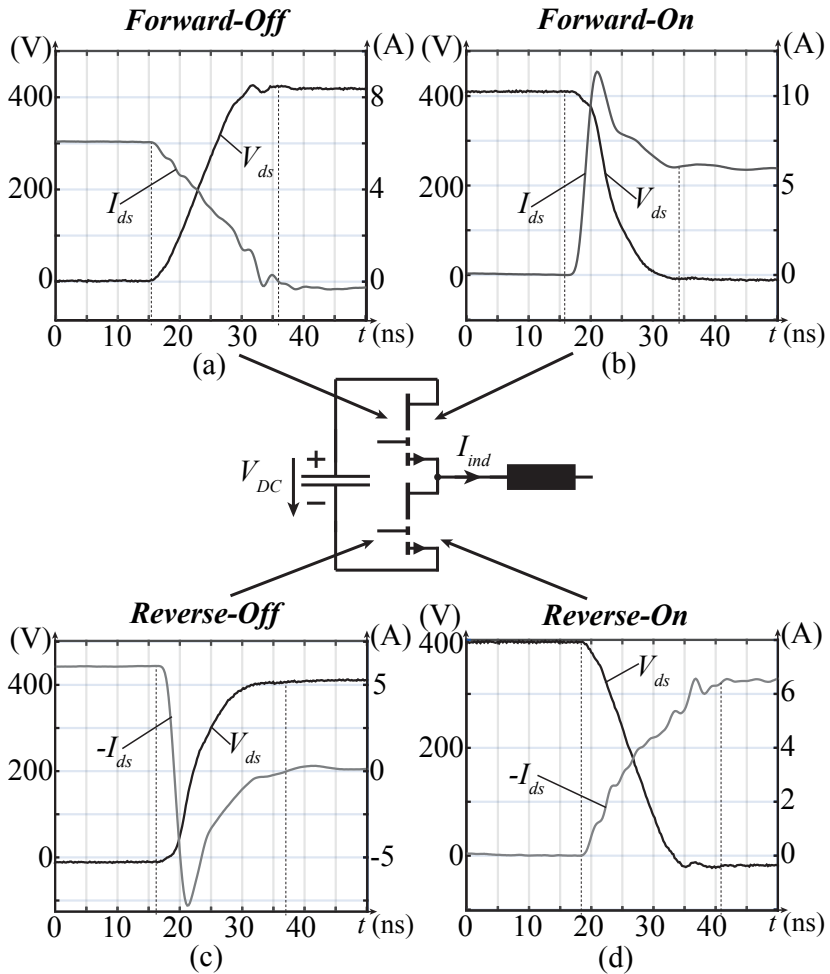 Forward-Off
Forward-On
(V)
(A)
(V)
(A)
400
200
0
8
4
0
I_ds
V_ds
0 10 20 30 40 t (ns)
(a)
400
200
0
10
5
0
I_ds
V_ds
0 10 20 30 40 t (ns)
(b)
V_DC
+
−
I_ind
Reverse-Off
Reverse-On
(V)
(A)
(V)
(A)
400
200
0
5
0
-5
-I_ds
V_ds
0 10 20 30 40 t (ns)
(c)
400
200
0
6
4
2
0
V_ds
-I_ds
0 10 20 30 40 t (ns)
(d)